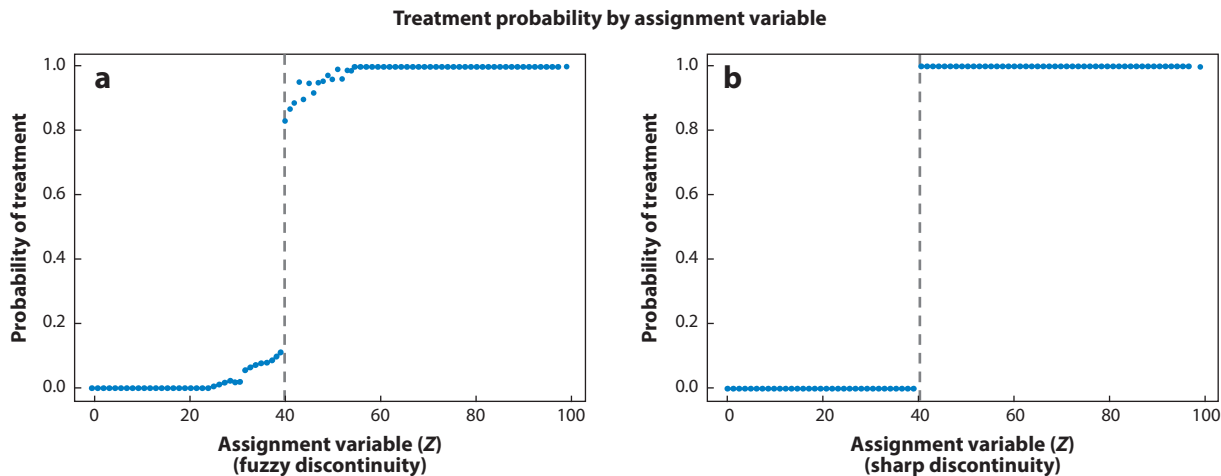 Treatment probability by assignment variable
a
Probability of treatment
1.0
0.8
0.6
0.4
0.2
0.0
0 20 40 60 80 100
Assignment variable (Z)
(fuzzy discontinuity)
b
Probability of treatment
1.0
0.8
0.6
0.4
0.2
0.0
0 20 40 60 80 100
Assignment variable (Z)
(sharp discontinuity)